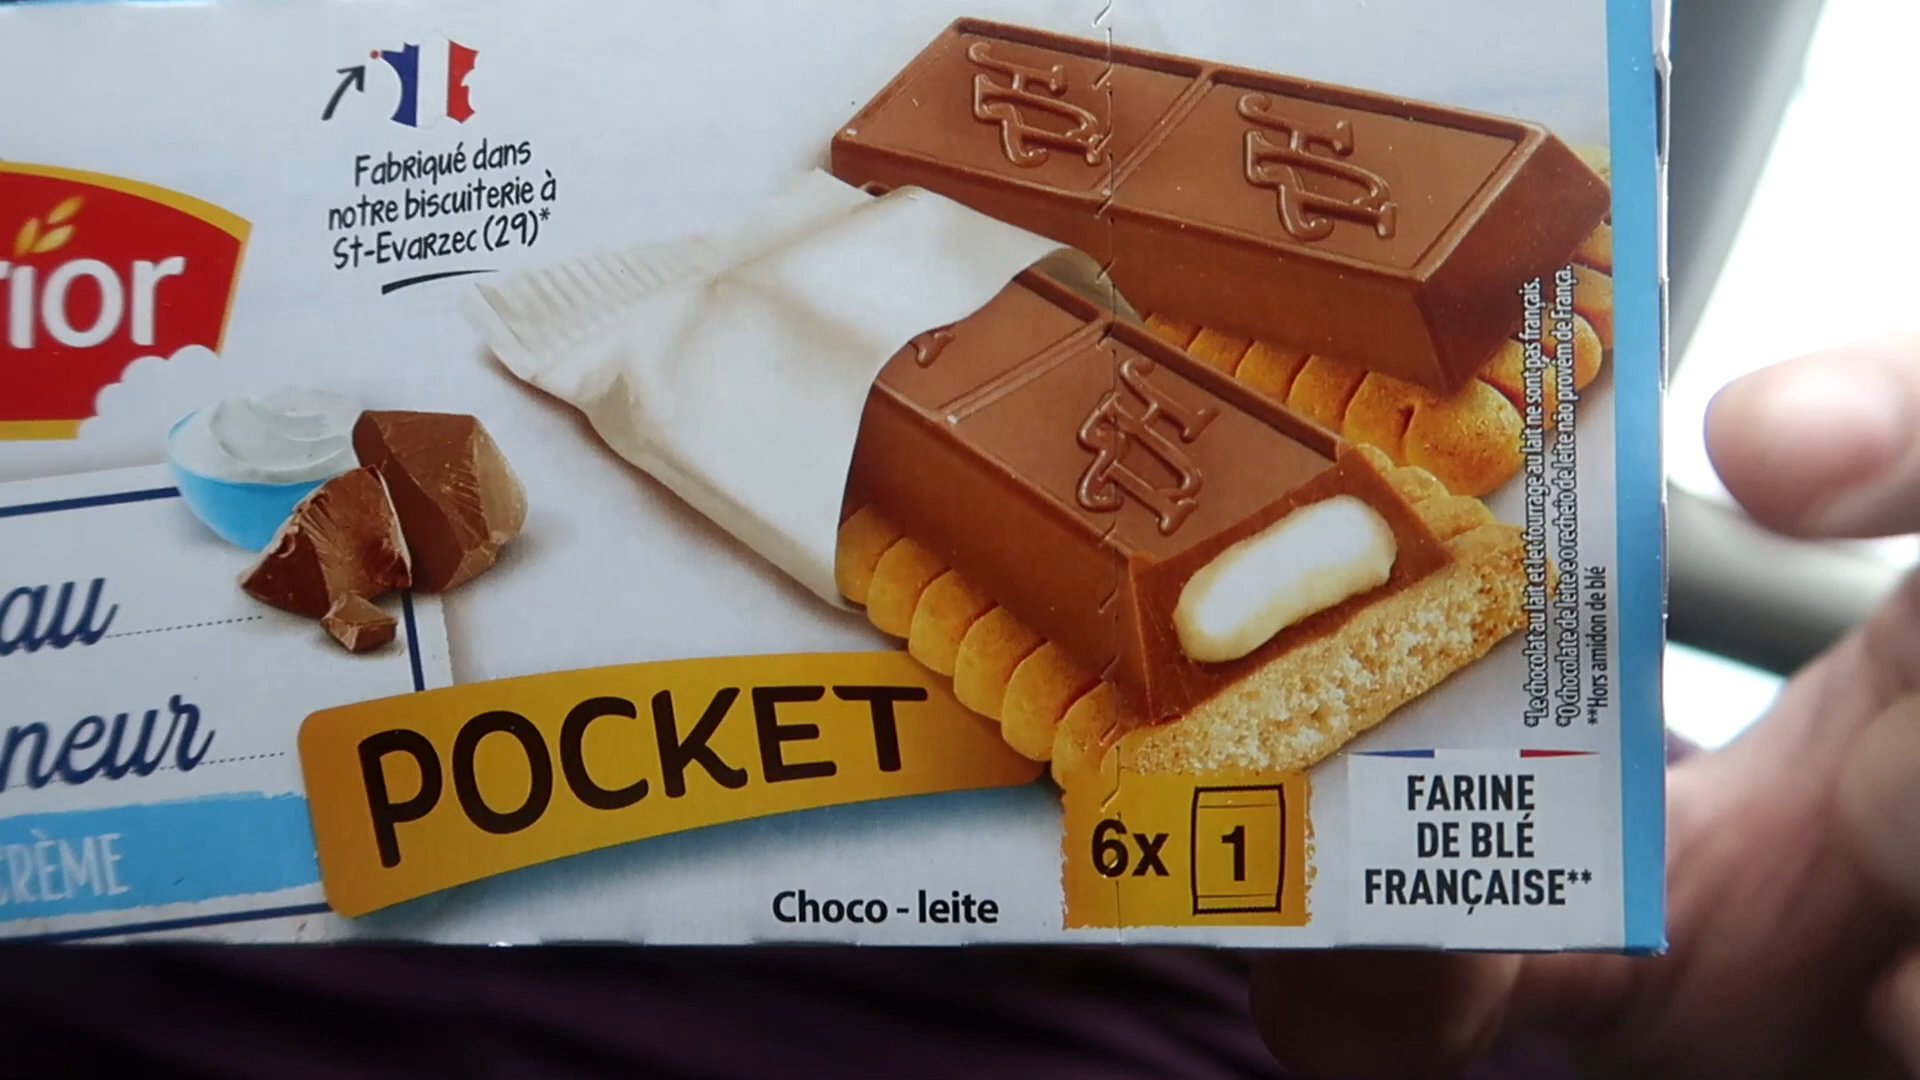 Fabriqué dans
notre biscuiterie à
St-Evarzec (29)*
rior
au
neur
CRÈME
POCKET
Choco - leite
6x 1
FARINE
DE BLÉ
FRANÇAISE**
*Le chocolat au lait et le fourrage au lait ne sont pas français.
*O chocolate de leite e o recheio de leite não provêm de França.
**Hors amidon de blé